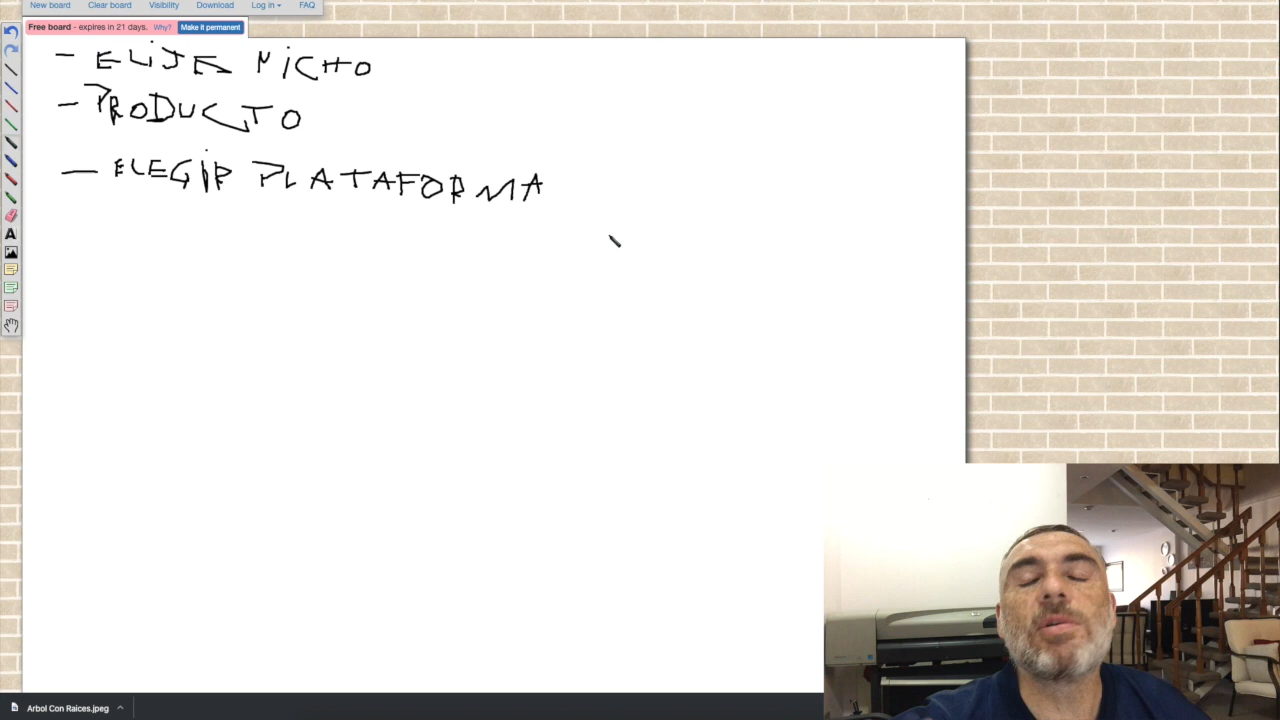 New board Clear board Visibility Download Log in FAQ
Free board - expires in 21 days. Why? Make it permanent
- ELIJE NICHO
- PRODUCTO
- ELEGIR PLATAFORMA
A
Arbol Con Raices.jpeg